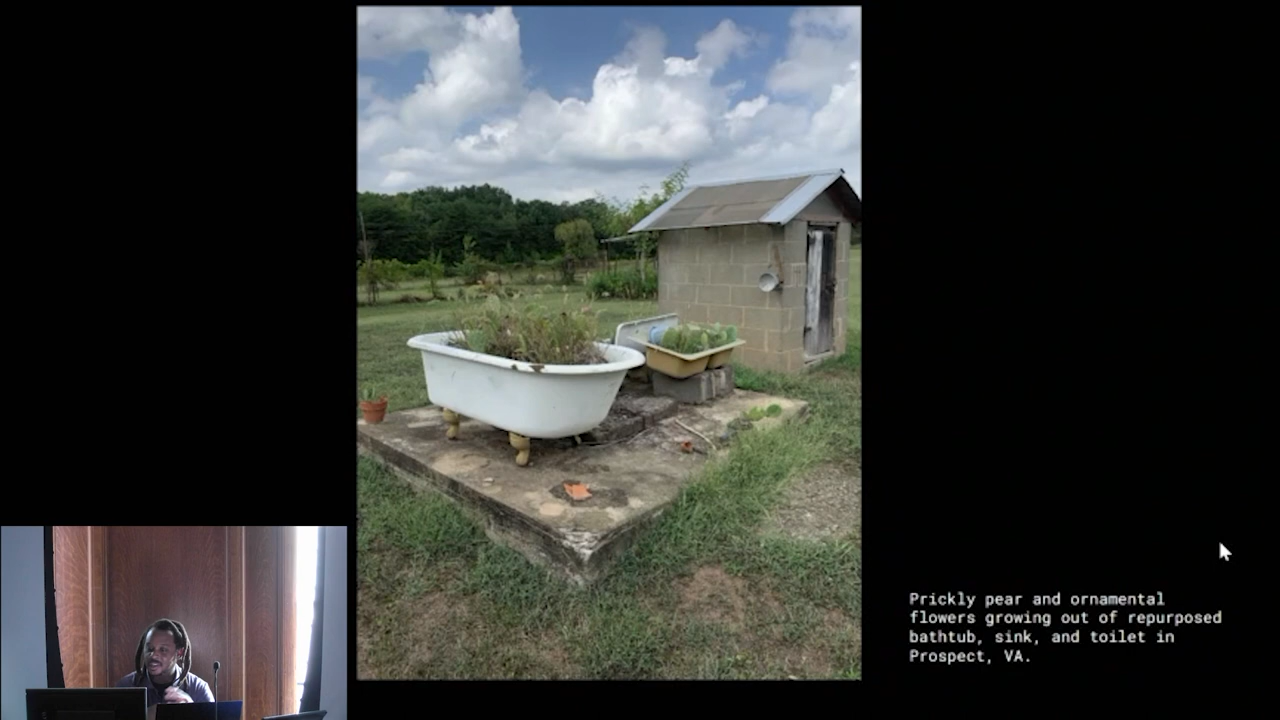 Prickly pear and ornamental
flowers growing out of repurposed
bathtub, sink, and toilet in
Prospect, VA.